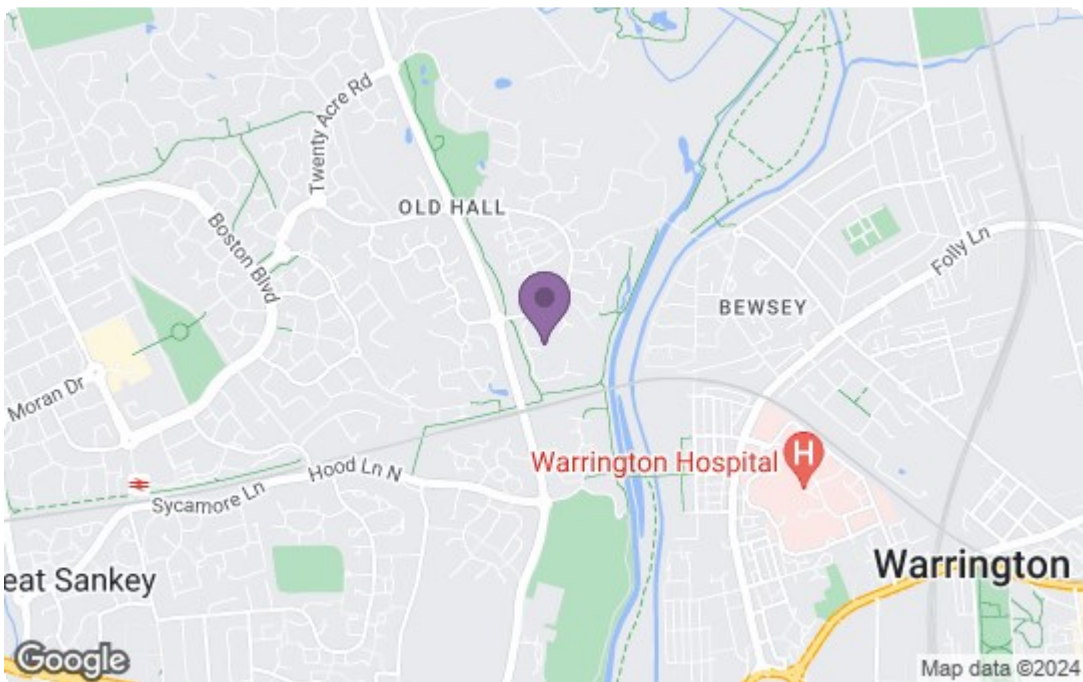 Twenty Acre Rd
OLD HALL
Boston Blvd
Folly Ln
BEWSEY
Moran Dr
H
Warrington Hospital
Hood Ln N
Sycamore Ln
Warrington
eat Sankey
Google
Map data ©2024